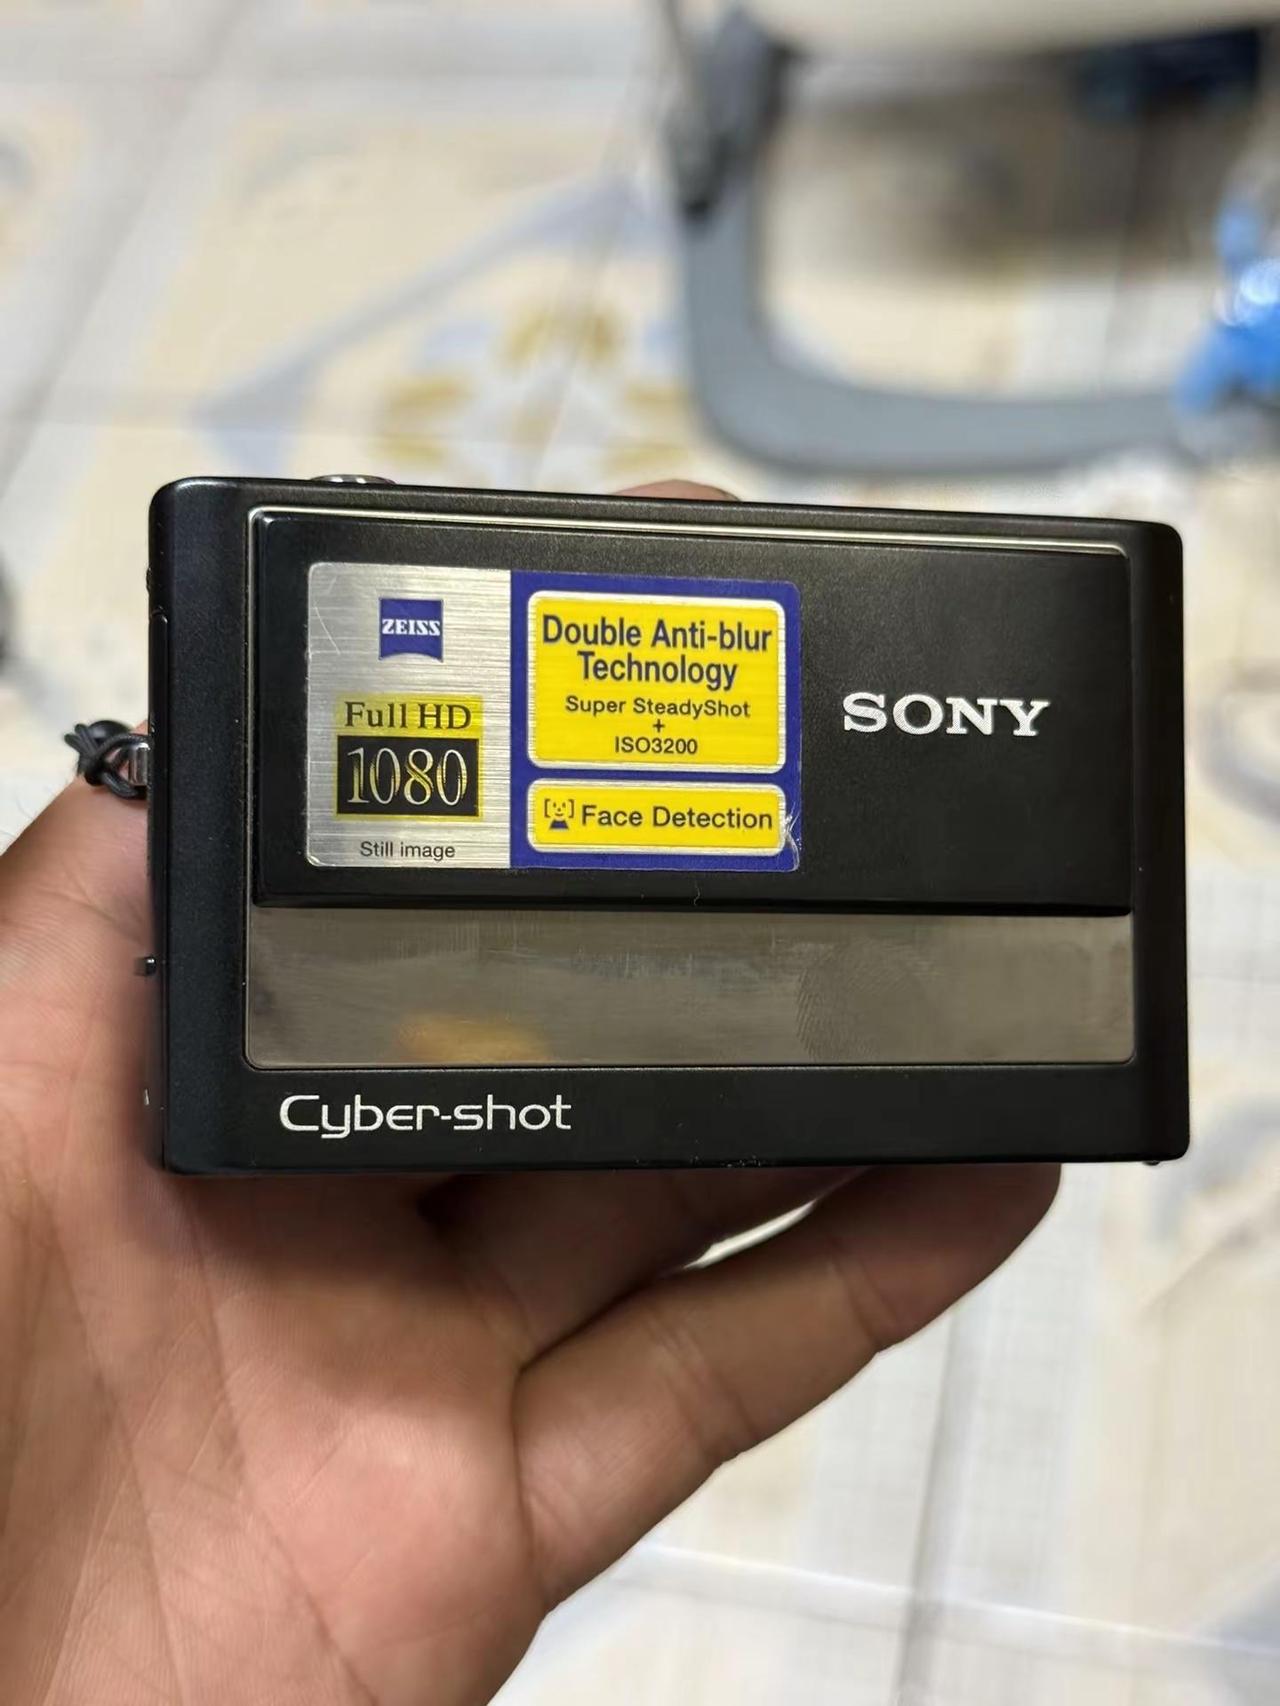 ZEISS
Full HD
1080
Still image
Double Anti-blur
Technology
Super SteadyShot
+
ISO3200
Face Detection
SONY
Cyber-shot